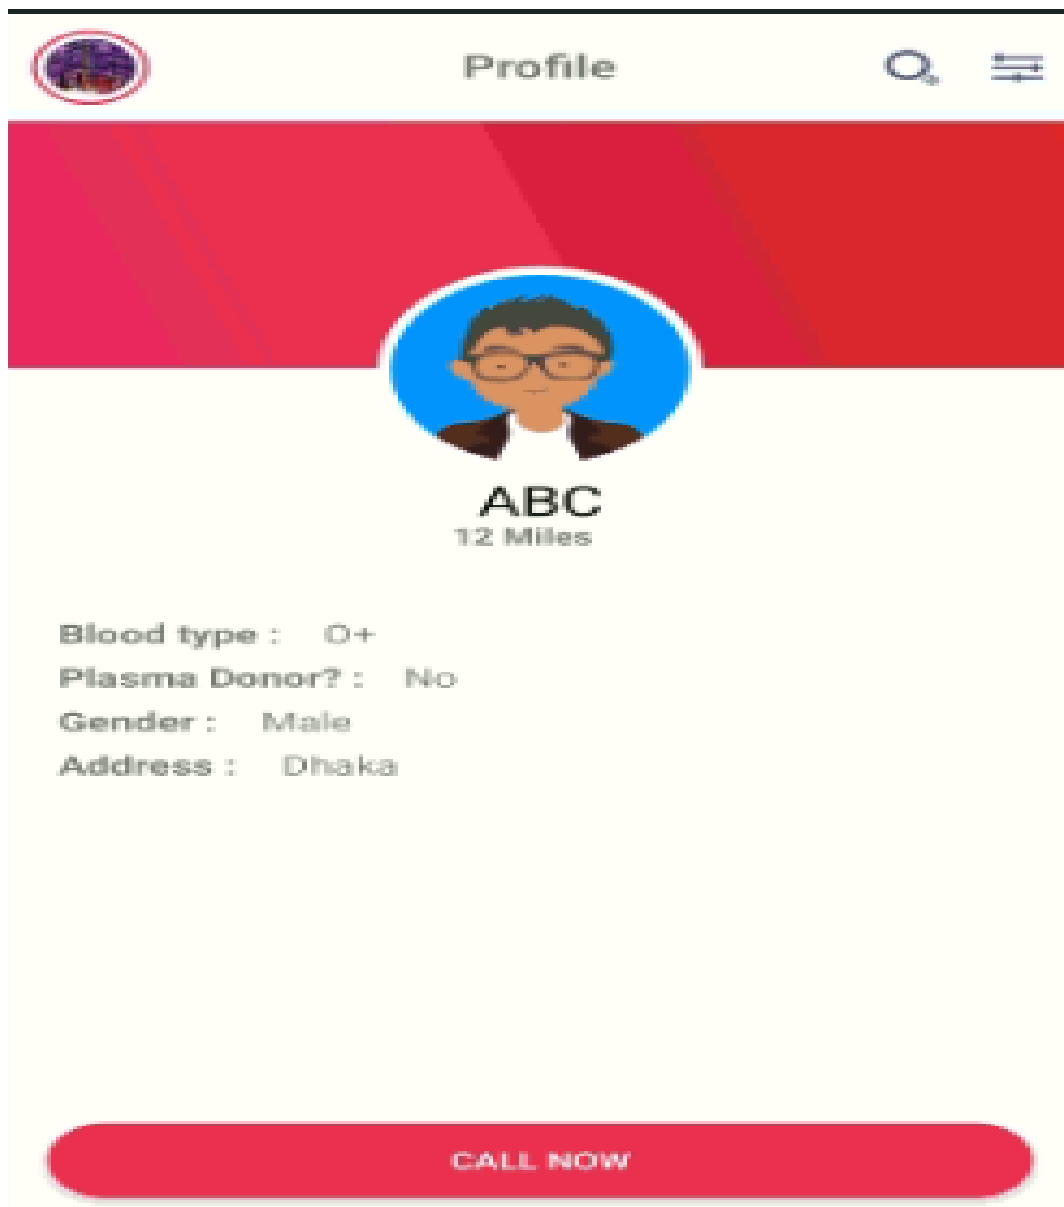 Profile
ABC
12 Miles
Blood type : O+
Plasma Donor? : No
Gender : Male
Address : Dhaka
CALL NOW